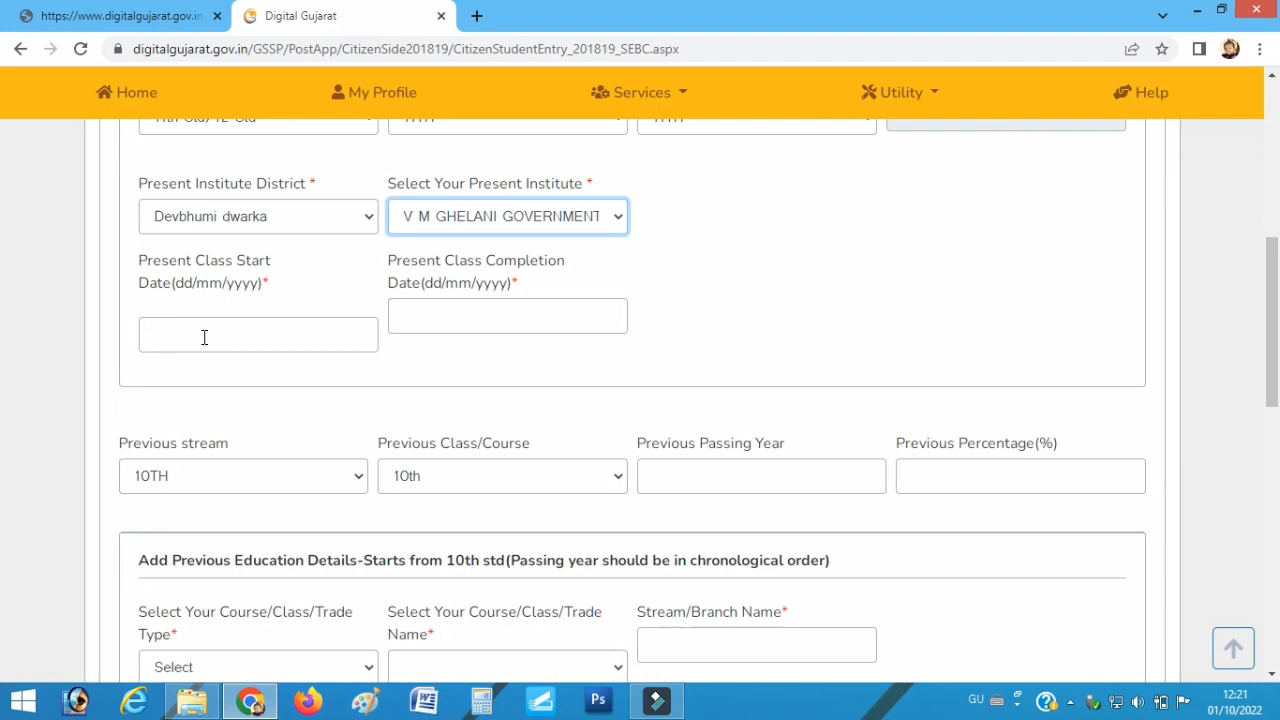 https://www.digitalgujarat.gov.in
Digital Gujarat
digitalgujarat.gov.in/GSSP/PostApp/CitizenSide201819/CitizenStudentEntry_201819_SEBC.aspx
Home My Profile Services Utility Help
Present Institute District * Select Your Present Institute *
Devbhumi dwarka V M GHELANI GOVERNMENT
Present Class Start Present Class Completion
Date(dd/mm/yyyy)* Date(dd/mm/yyyy)*
Previous stream Previous Class/Course Previous Passing Year Previous Percentage(%)
10TH 10th
Add Previous Education Details-Starts from 10th std(Passing year should be in chronological order)
Select Your Course/Class/Trade Select Your Course/Class/Trade Stream/Branch Name*
Type* Name*
Select
GU 12:21
01/10/2022